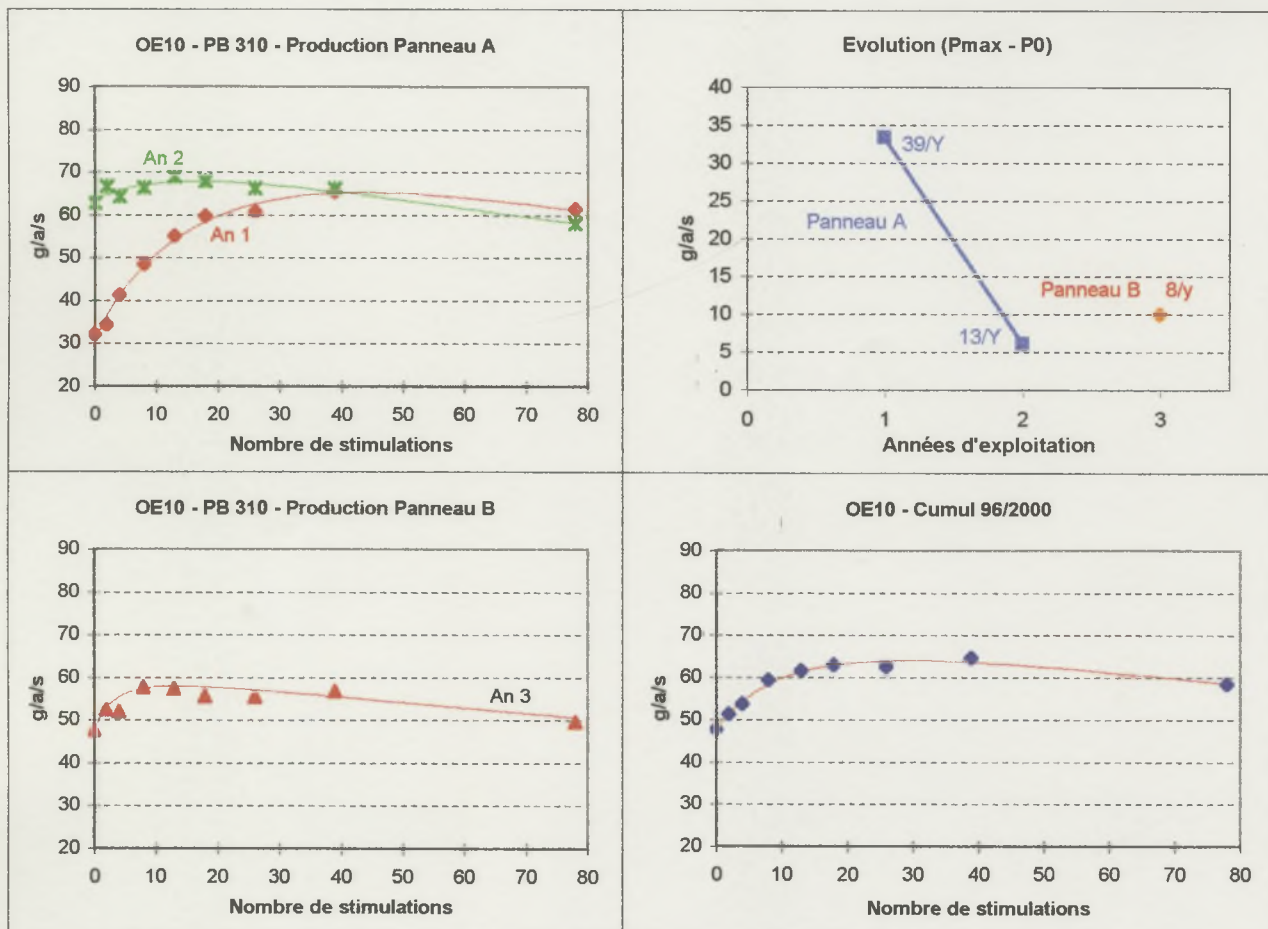 OE10 - PB 310 - Production Panneau A
90
80
70
60
50
40
30
20
g/a/s
An 2
An 1
0 10 20 30 40 50 60 70 80
Nombre de stimulations
Evolution (Pmax - P0)
40
35
30
25
20
15
10
5
0
g/a/s
39/Y
Panneau A
Panneau B 8/y
13/Y
0 1 2 3
Années d'exploitation
OE10 - PB 310 - Production Panneau B
90
80
70
60
50
40
30
20
g/a/s
An 3
0 10 20 30 40 50 60 70 80
Nombre de stimulations
OE10 - Cumul 96/2000
90
80
70
60
50
40
30
20
g/a/s
0 10 20 30 40 50 60 70 80
Nombre de stimulations